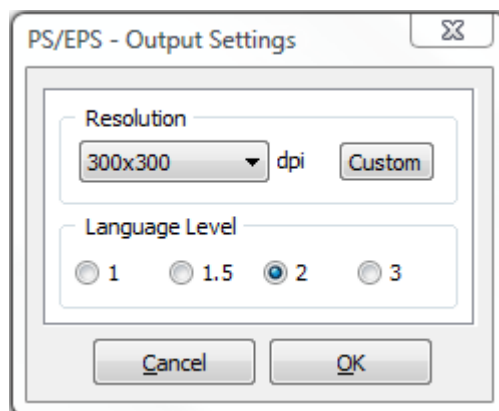 PS/EPS - Output Settings
Resolution
300x300 dpi Custom
Language Level
1 1.5 2 3
Cancel OK